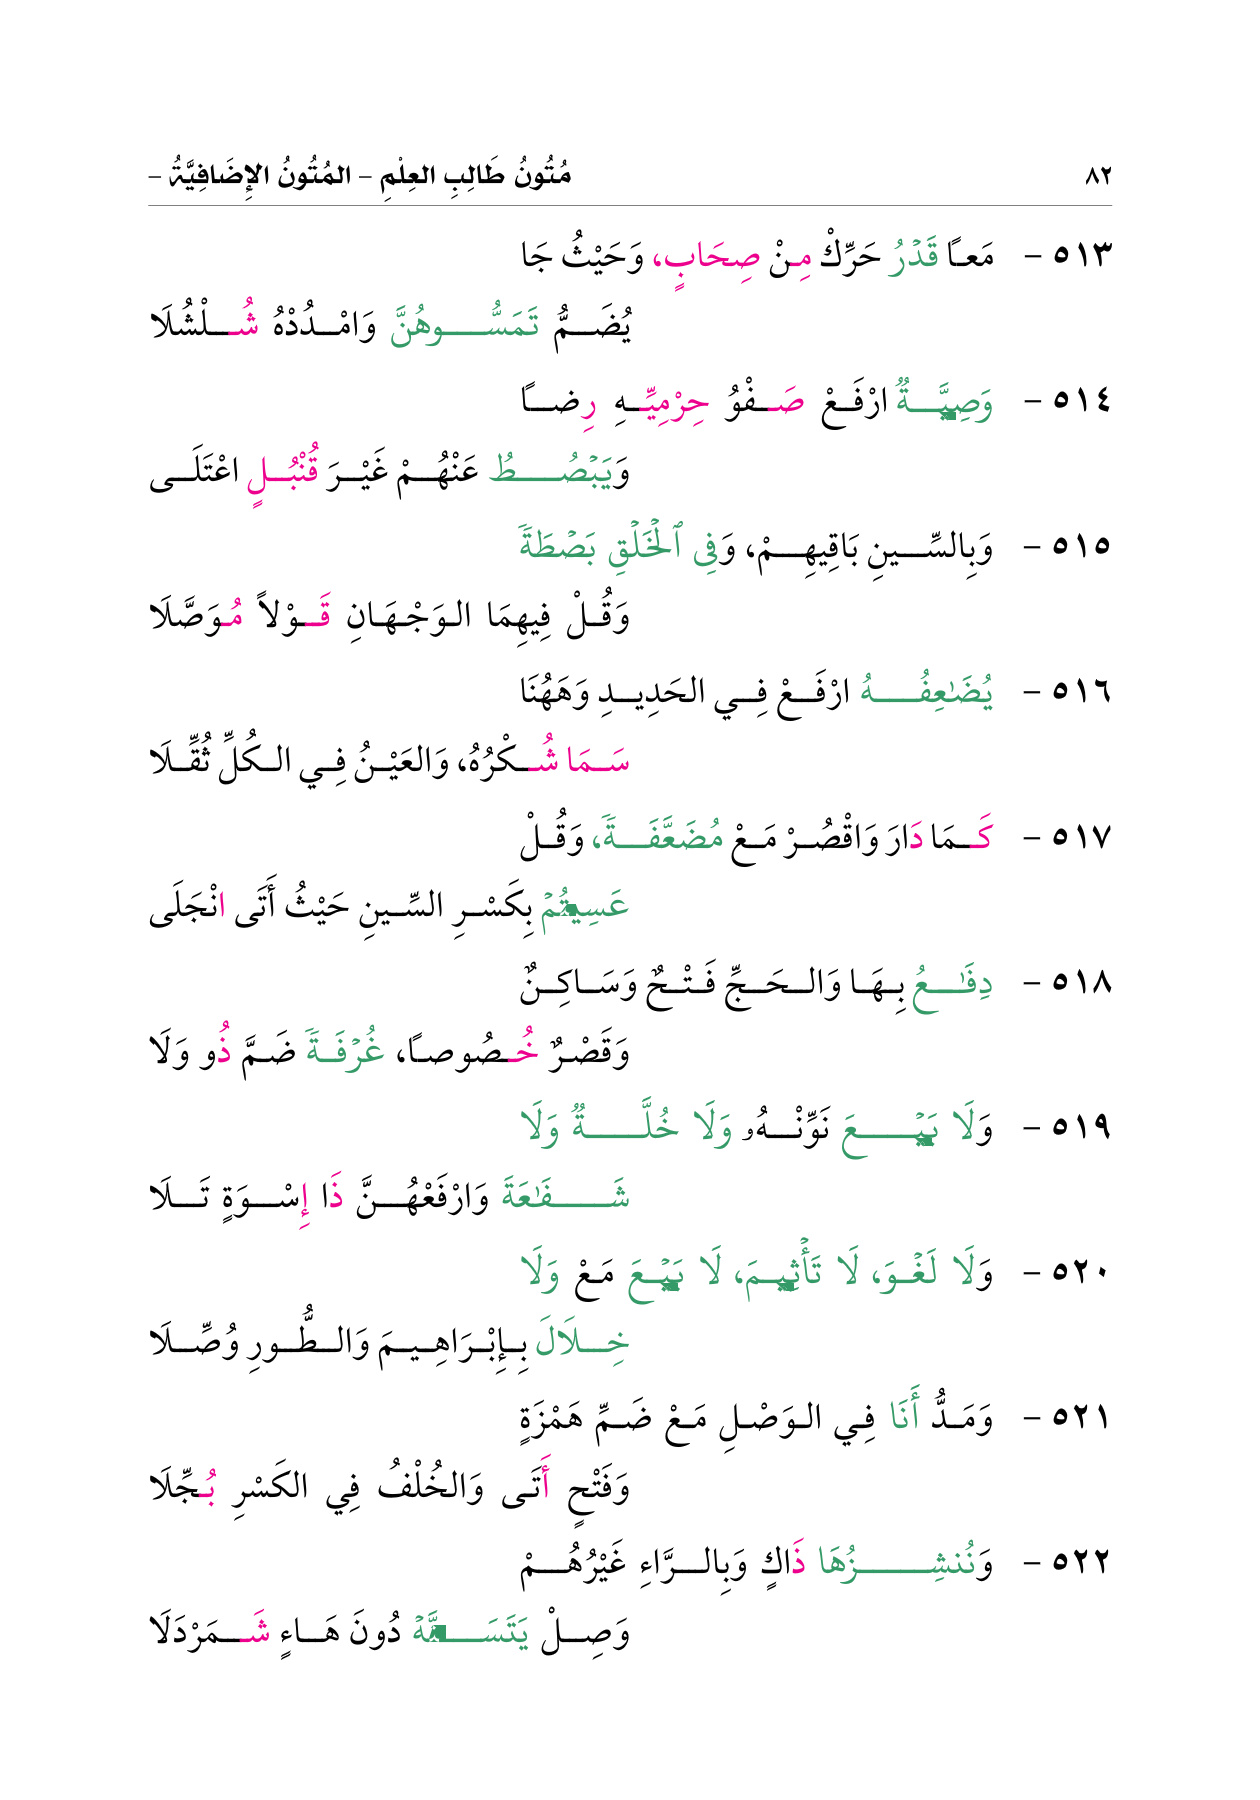 ٨٢
مُتُونُ طَالِبِ العِلْمِ – المُتُونُ الإِضَافِيَّةُ –
٥١٣ – مَعًا قَدْرُ حَرِّكْ مِنْ صِحَابٍ، وَحَيْثُ جَا
يُضَمُّ تَمَسُّوهُنَّ وَامْدُدْهُ شُلْشُلَا
٥١٤ – وَصِيَّةٌ ارْفَعْ صَفْوُ حِرْمِيِّهِ رِضًا
وَيَبْصُطُ عَنْهُمْ غَيْرَ قُنْبُلٍ اعْتَلَى
٥١٥ – وَبِالسِّينِ بَاقِيهِمْ، وَفِي ٱلْخَلْقِ بَصْطَةً
وَقُلْ فِيهِمَا الوَجْهَانِ قَوْلاً مُوَصَّلَا
٥١٦ – يُضَٰعِفُهُ ارْفَعْ فِي الحَدِيدِ وَهَهُنَا
سَمَا شُكْرُهُ، وَالعَيْنُ فِي الكُلِّ ثُقِّلَا
٥١٧ – كَمَا دَارَ وَاقْصُرْ مَعْ مُضَعَّفَةً، وَقُلْ
عَسِيتُمْ بِكَسْرِ السِّينِ حَيْثُ أَتَى انْجَلَى
٥١٨ – دِفَٰعُ بِهَا وَالحَجِّ فَتْحٌ وَسَاكِنٌ
وَقَصْرٌ خُصُوصًا، غُرْفَةً ضَمَّ ذُو وَلَا
٥١٩ – وَلَا بَيْعَ نَوِّنْهُۥ وَلَا خُلَّةٌ وَلَا
شَفَٰعَةَ وَارْفَعْهُنَّ ذَا إِسْوَةٍ تَلَا
٥٢٠ – وَلَا لَغْوَ، لَا تَأْثِيمَ، لَا بَيْعَ مَعْ وَلَا
خِلَالَ بِإِبْرَاهِيمَ وَالطُّورِ وُصِّلَا
٥٢١ – وَمَدُّ أَنَا فِي الوَصْلِ مَعْ ضَمِّ هَمْزَةٍ
وَفَتْحٍ أَتَى وَالخُلْفُ فِي الكَسْرِ بُجِّلَا
٥٢٢ – وَنُنشِزُهَا ذَاكٍ وَبِالرَّاءِ غَيْرُهُمْ
وَصِلْ يَتَسَنَّهْ دُونَ هَاءٍ شَمَرْدَلَا